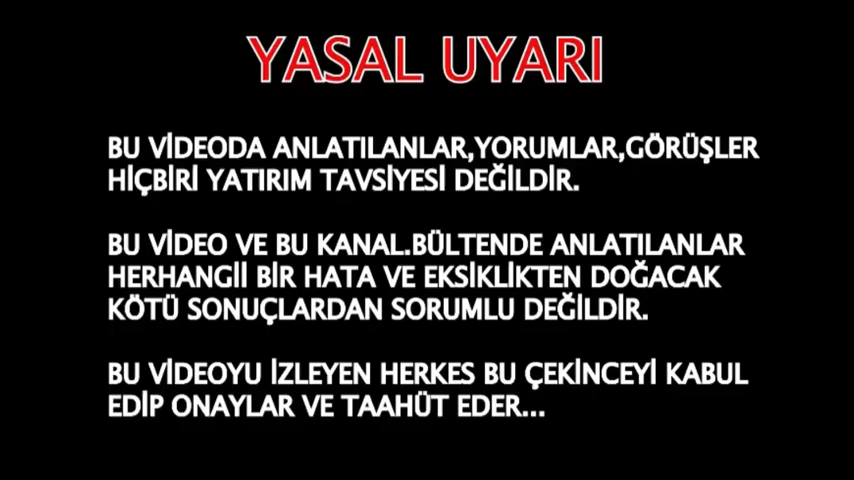 YASAL UYARI
BU VİDEODA ANLATILANLAR,YORUMLAR,GÖRÜŞLER
HİÇBİRİ YATIRIM TAVSİYESİ DEĞİLDİR.
BU VİDEO VE BU KANAL.BÜLTENDE ANLATILANLAR
HERHANGİİ BİR HATA VE EKSİKLİKTEN DOĞACAK
KÖTÜ SONUÇLARDAN SORUMLU DEĞİLDİR.
BU VİDEOYU İZLEYEN HERKES BU ÇEKİNCEYİ KABUL
EDİP ONAYLAR VE TAAHÜT EDER...